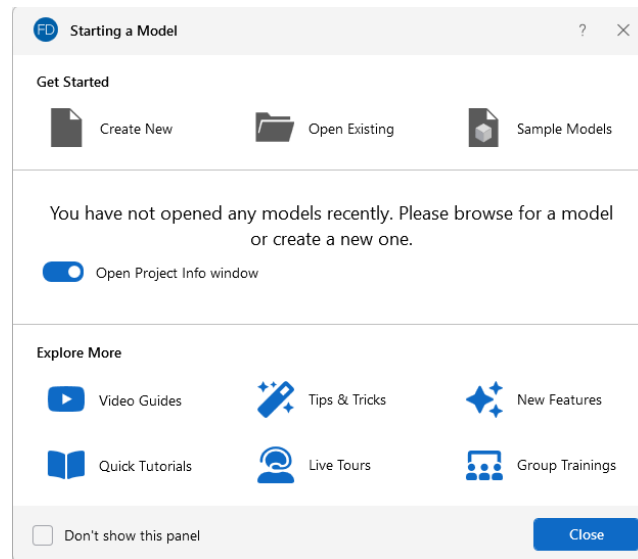 FD Starting a Model ?
Get Started
Create New Open Existing Sample Models
You have not opened any models recently. Please browse for a model
or create a new one.
Open Project Info window
Explore More
Video Guides Tips & Tricks New Features
Quick Tutorials Live Tours Group Trainings
Don't show this panel Close